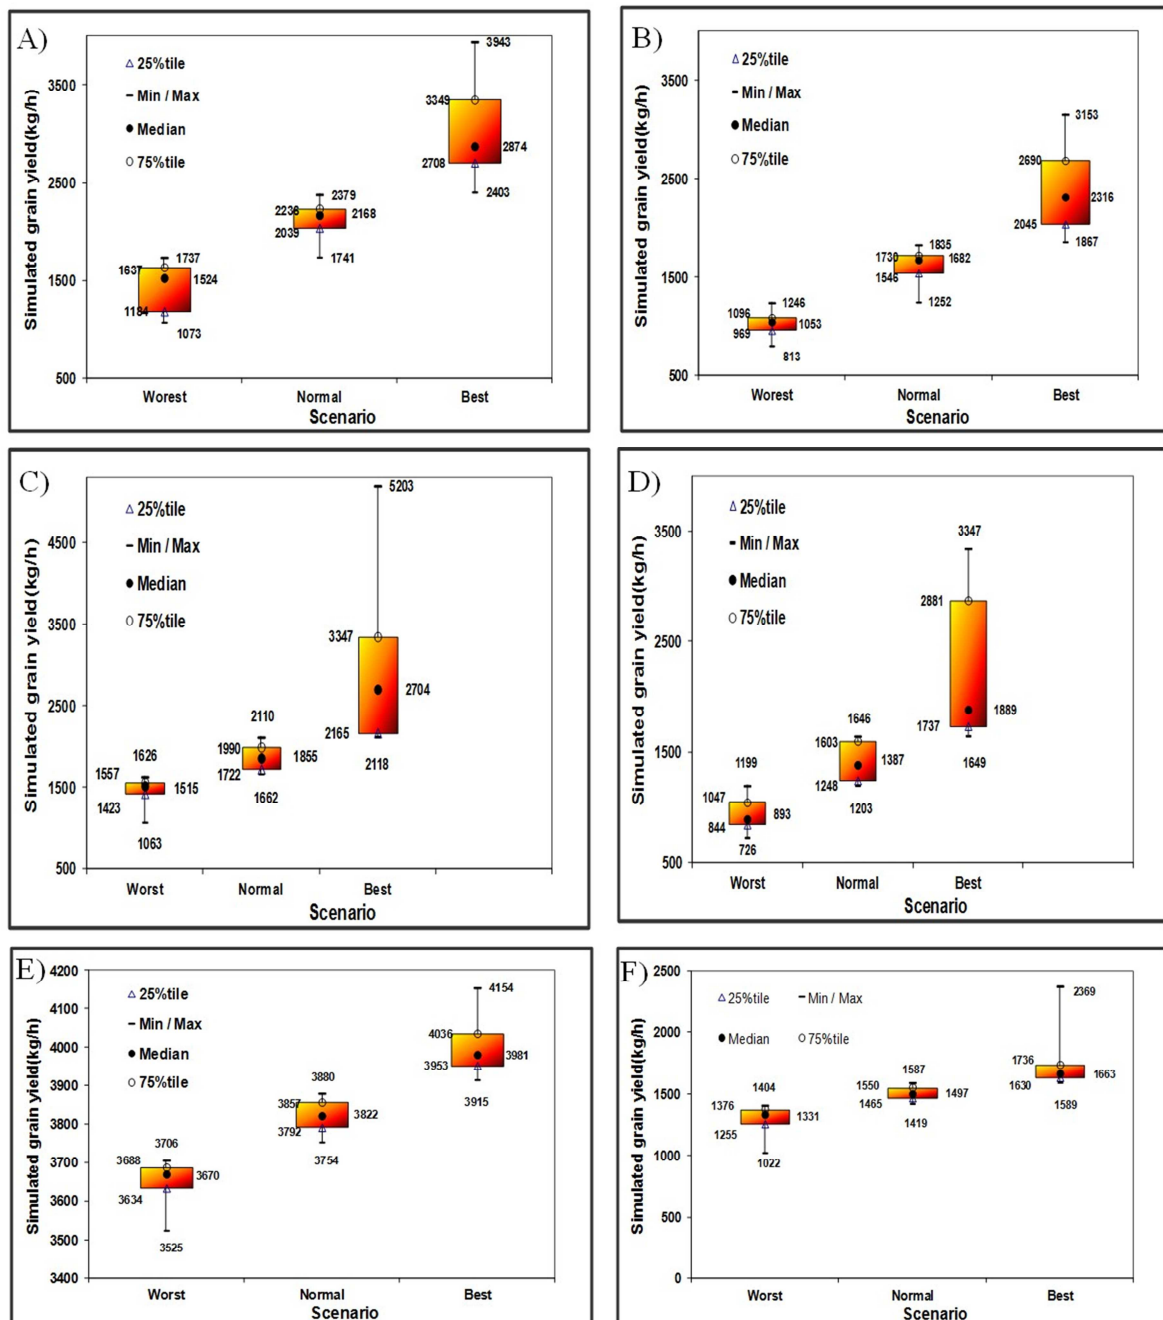 A)
25%tile
Min / Max
Median
75%tile
Simulated grain yield(kg/h)
3500
2500
1500
500
3943
3349
2874
2708
2403
2379
2236
2168
2039
1741
1737
1637
1524
1184
1073
Worest Normal Best
Scenario
B)
25%tile
Min / Max
Median
75%tile
Simulated grain yield(kg/h)
3500
2500
1500
500
3153
2690
2316
2045
1867
1835
1730
1682
1546
1252
1246
1096
1053
969
813
Worest Normal Best
Scenario
C)
25%tile
Min / Max
Median
75%tile
Simulated grain yield(kg/h)
4500
3500
2500
1500
500
5203
3347
2704
2165
2118
2110
1990
1855
1722
1662
1626
1557
1515
1423
1063
Worst Normal Best
Scenario
D)
25%tile
Min / Max
Median
75%tile
Simulated grain yield(kg/h)
3500
2500
1500
500
3347
2881
1889
1737
1649
1646
1603
1387
1248
1203
1199
1047
893
844
726
Worst Normal Best
Scenario
E)
25%tile
Min / Max
Median
75%tile
Simulated grain yield(kg/h)
4200
4100
4000
3900
3800
3700
3600
3500
3400
4154
4036
3981
3953
3915
3880
3857
3822
3792
3754
3706
3688
3670
3634
3525
Worst Normal Best
Scenario
F)
25%tile Min / Max
Median 75%tile
Simulated grain yield(kg/h)
2500
2000
1500
1000
500
0
2369
1736
1663
1630
1589
1587
1550
1497
1465
1419
1404
1376
1331
1255
1022
Worst Normal Best
Scenario